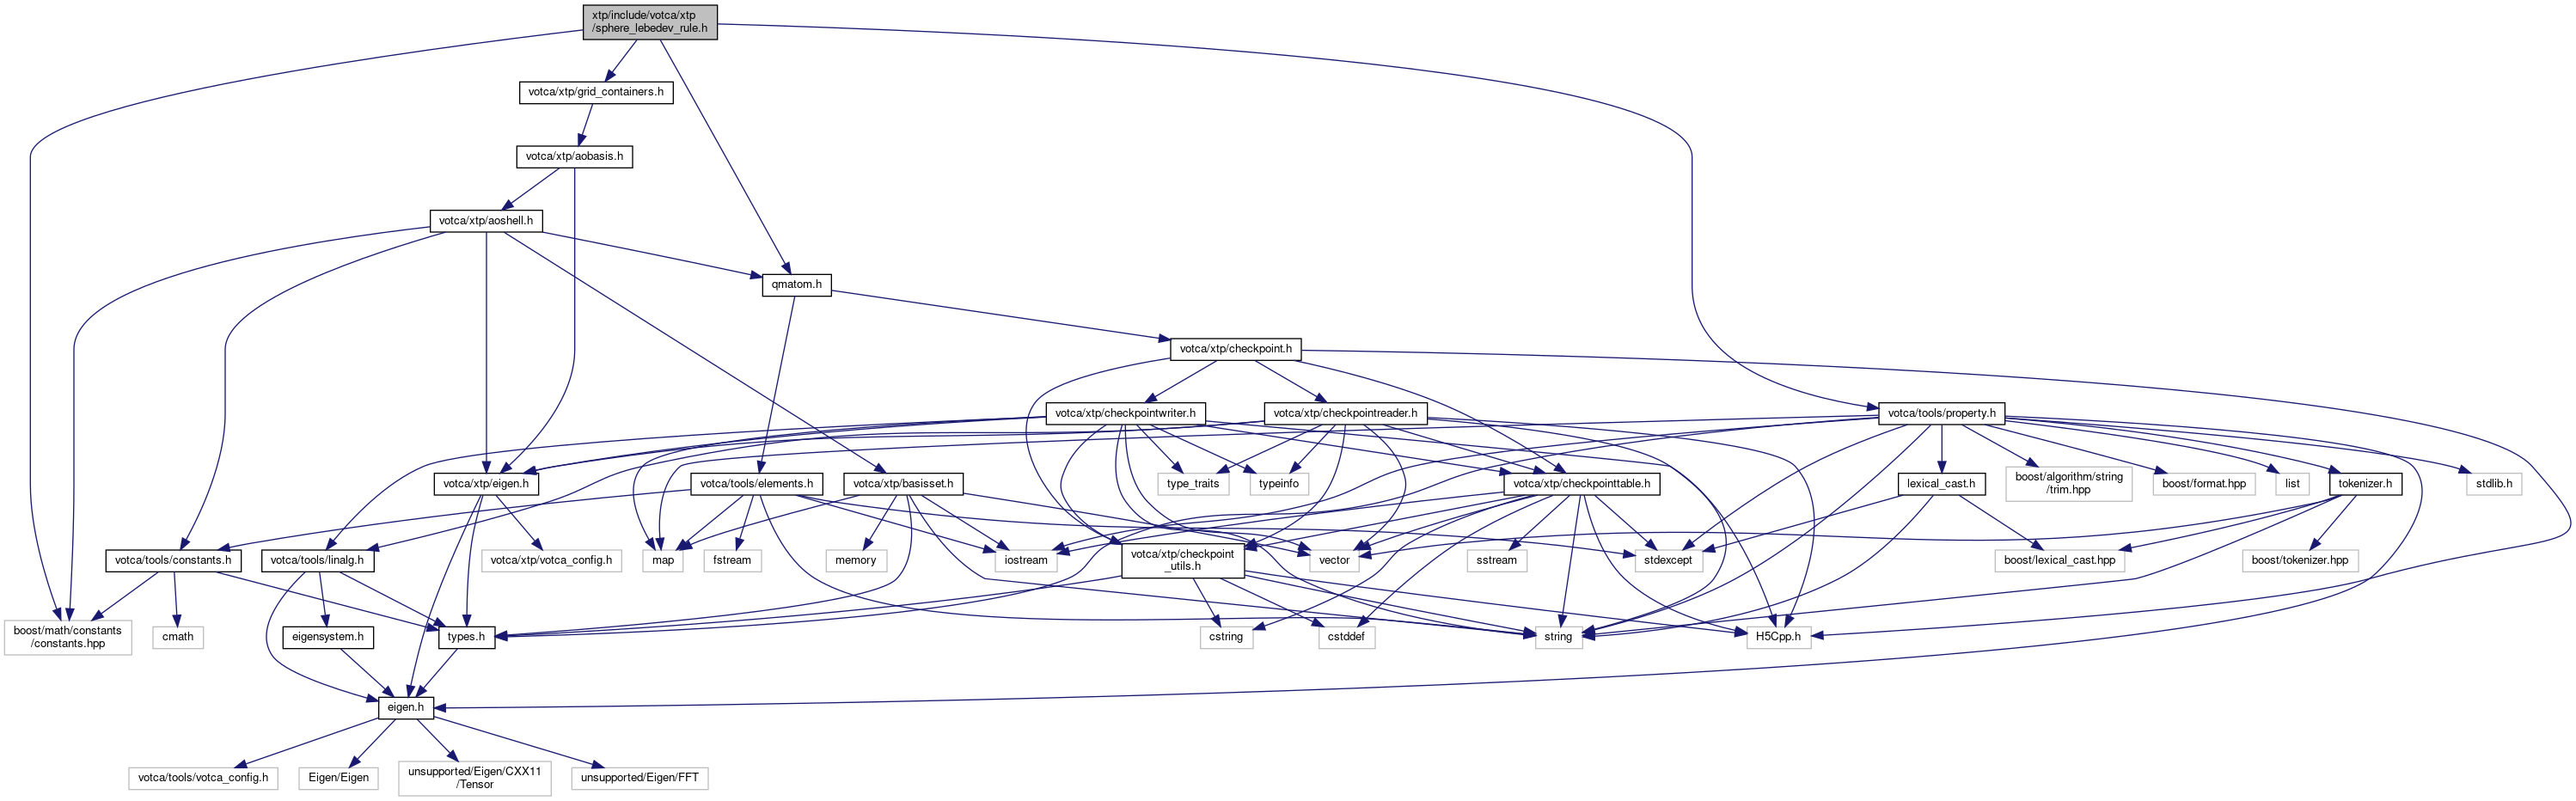 xtp/include/votca/xtp
/sphere_lebedev_rule.h
votca/xtp/grid_containers.h
votca/xtp/aobasis.h
votca/xtp/aoshell.h
qmatom.h
votca/xtp/checkpoint.h
votca/xtp/checkpointwriter.h
votca/xtp/checkpointreader.h
votca/tools/property.h
votca/xtp/eigen.h
votca/tools/elements.h
votca/xtp/basisset.h
type_traits
typeinfo
votca/xtp/checkpointtable.h
lexical_cast.h
boost/algorithm/string
/trim.hpp
boost/format.hpp
list
tokenizer.h
stdlib.h
votca/tools/constants.h
votca/tools/linalg.h
votca/xtp/votca_config.h
map
fstream
memory
iostream
votca/xtp/checkpoint
_utils.h
vector
sstream
stdexcept
boost/lexical_cast.hpp
boost/tokenizer.hpp
boost/math/constants
/constants.hpp
cmath
eigensystem.h
types.h
cstring
cstddef
string
H5Cpp.h
eigen.h
votca/tools/votca_config.h
Eigen/Eigen
unsupported/Eigen/CXX11
/Tensor
unsupported/Eigen/FFT